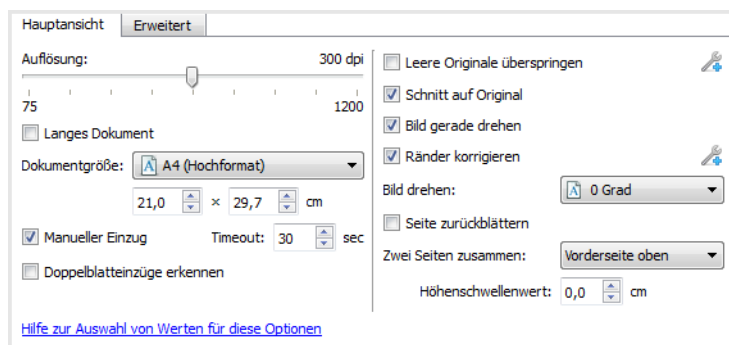 Hauptansicht Erweitert
Auflösung: 300 dpi
75 1200
Langes Dokument
Dokumentgröße: A4 (Hochformat)
21,0 × 29,7 cm
Manueller Einzug Timeout: 30 sec
Doppelblatteinzüge erkennen
Hilfe zur Auswahl von Werten für diese Optionen
Leere Originale überspringen
Schnitt auf Original
Bild gerade drehen
Ränder korrigieren
Bild drehen: 0 Grad
Seite zurückblättern
Zwei Seiten zusammen: Vorderseite oben
Höhenschwellenwert: 0,0 cm